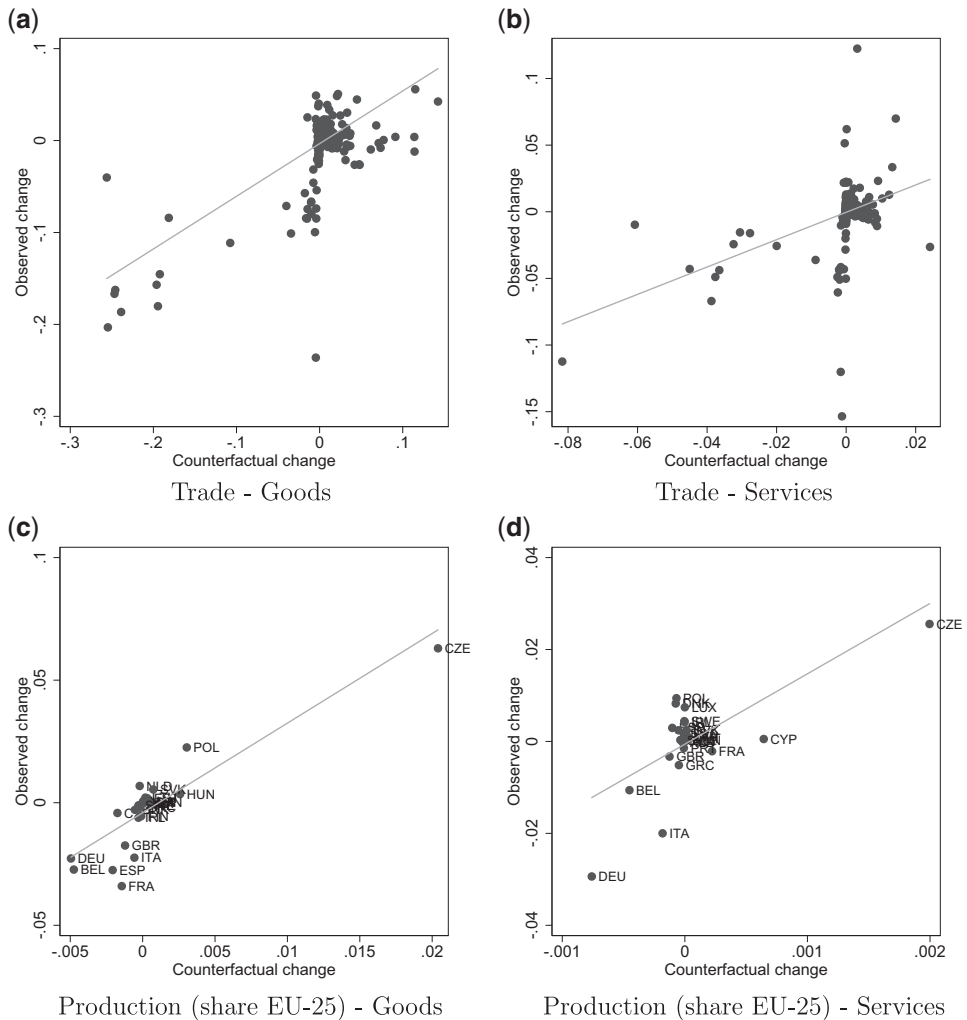 (a)
Observed change
.1
0
-.1
-.2
-.3
-.3 -.2 -.1 0 .1
Counterfactual change
Trade - Goods
(b)
Observed change
.1
.05
0
-.05
-.1
-.15
-.08 -.06 -.04 -.02 0 .02
Counterfactual change
Trade - Services
(c)
Observed change
.1
.05
0
-.05
CZE
POL
NLD
SVK
HUN
GBR
ITA
DEU
BEL
ESP
FRA
-.005 0 .005 .01 .015 .02
Counterfactual change
Production (share EU-25) - Goods
(d)
Observed change
.04
.02
0
-.02
-.04
CZE
POL
DNK
LUX
SWE
CYP
FRA
GBR
GRC
BEL
ITA
DEU
-.001 0 .001 .002
Counterfactual change
Production (share EU-25) - Services